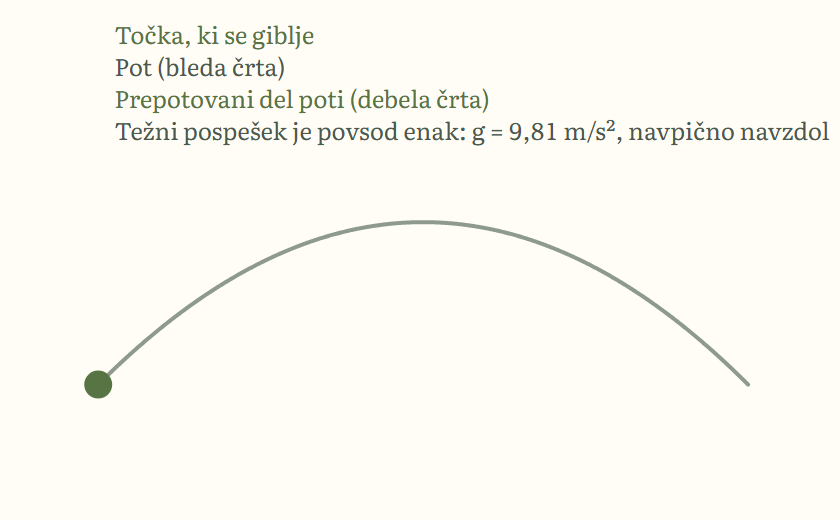 Točka, ki se giblje
Pot (bleda črta)
Prepotovani del poti (debela črta)
Težni pospešek je povsod enak: g = 9,81 m/s², navpično navzdol